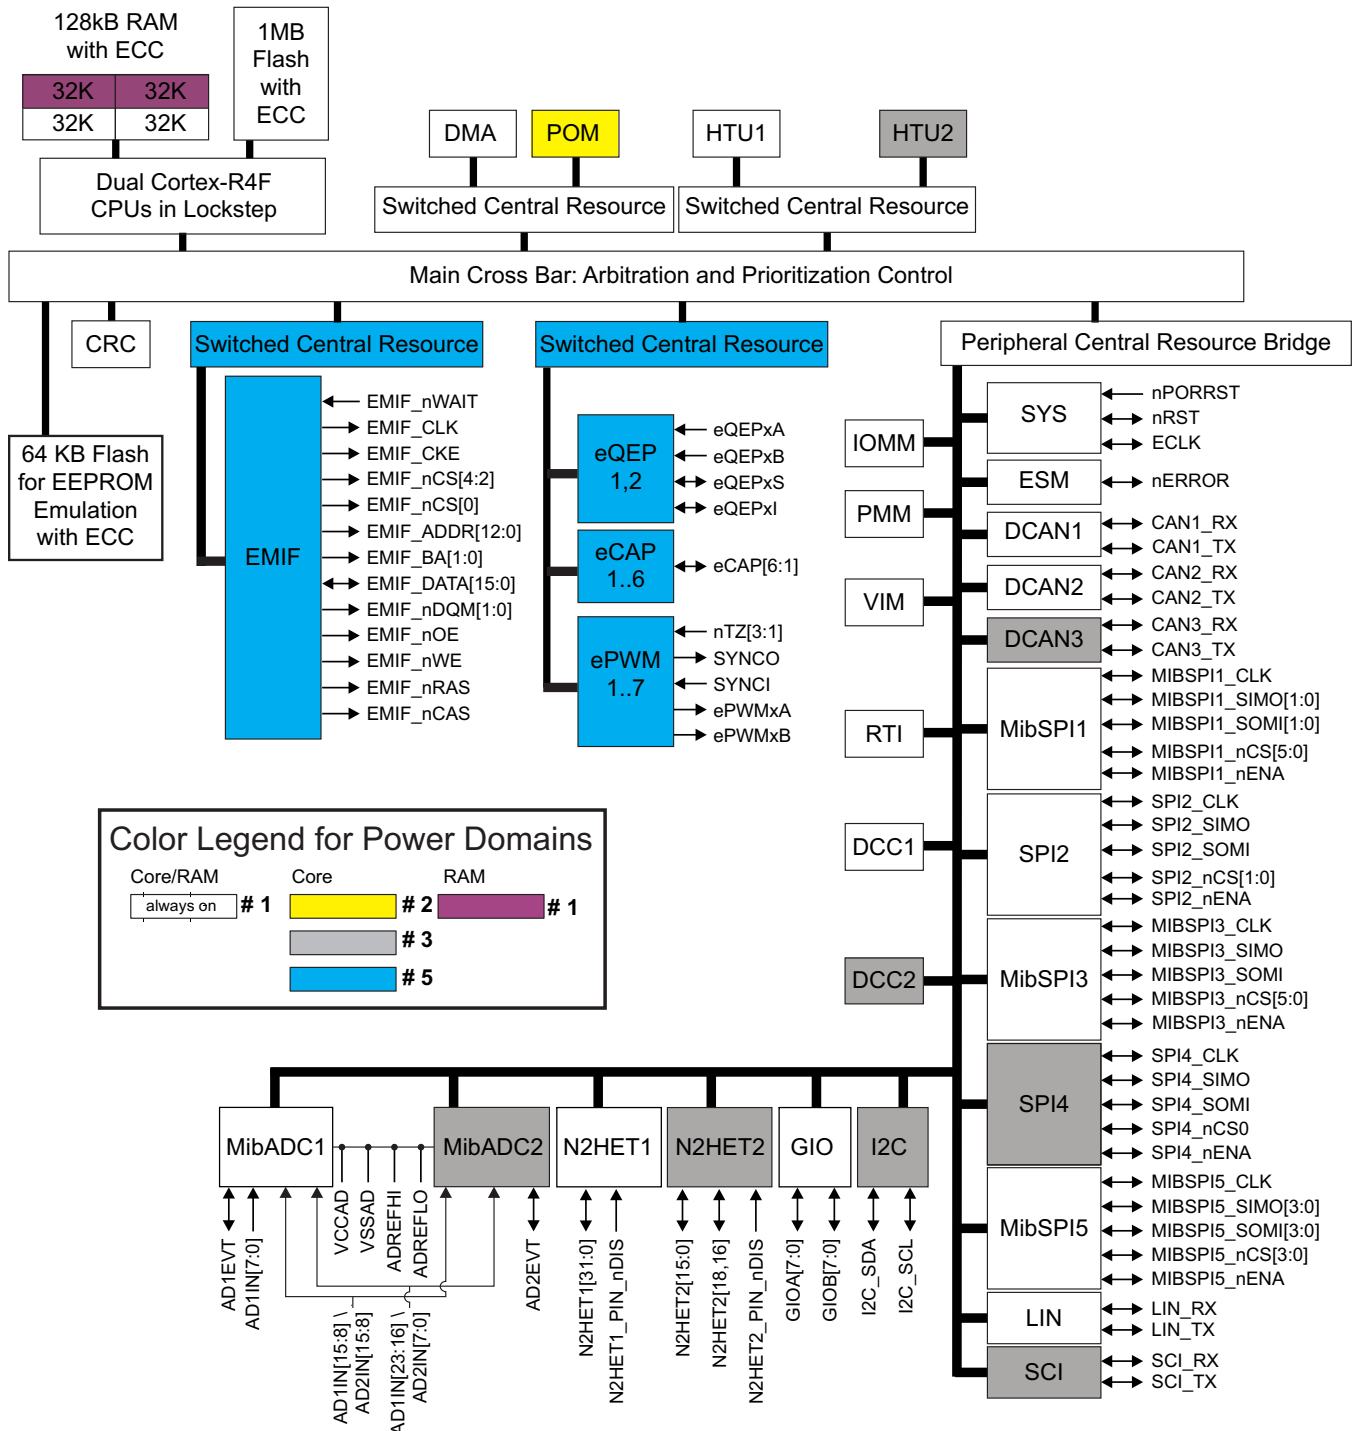 128kB RAM
with ECC
32K 32K
32K 32K
1MB
Flash
with
ECC
Dual Cortex-R4F
CPUs in Lockstep
DMA
POM
HTU1
HTU2
Switched Central Resource
Switched Central Resource
Main Cross Bar: Arbitration and Prioritization Control
CRC
Switched Central Resource
Switched Central Resource
Peripheral Central Resource Bridge
64 KB Flash
for EEPROM
Emulation
with ECC
EMIF
EMIF_nWAIT
EMIF_CLK
EMIF_CKE
EMIF_nCS[4:2]
EMIF_nCS[0]
EMIF_ADDR[12:0]
EMIF_BA[1:0]
EMIF_DATA[15:0]
EMIF_nDQM[1:0]
EMIF_nOE
EMIF_nWE
EMIF_nRAS
EMIF_nCAS
eQEP
1,2
eQEPxA
eQEPxB
eQEPxS
eQEPxI
eCAP
1..6
eCAP[6:1]
ePWM
1..7
nTZ[3:1]
SYNCO
SYNCI
ePWMxA
ePWMxB
IOMM
PMM
VIM
RTI
DCC1
DCC2
SYS
nPORRST
nRST
ECLK
ESM
nERROR
DCAN1
CAN1_RX
CAN1_TX
DCAN2
CAN2_RX
CAN2_TX
DCAN3
CAN3_RX
CAN3_TX
MibSPI1
MIBSPI1_CLK
MIBSPI1_SIMO[1:0]
MIBSPI1_SOMI[1:0]
MIBSPI1_nCS[5:0]
MIBSPI1_nENA
SPI2
SPI2_CLK
SPI2_SIMO
SPI2_SOMI
SPI2_nCS[1:0]
SPI2_nENA
MibSPI3
MIBSPI3_CLK
MIBSPI3_SIMO
MIBSPI3_SOMI
MIBSPI3_nCS[5:0]
MIBSPI3_nENA
SPI4
SPI4_CLK
SPI4_SIMO
SPI4_SOMI
SPI4_nCS0
SPI4_nENA
MibSPI5
MIBSPI5_CLK
MIBSPI5_SIMO[3:0]
MIBSPI5_SOMI[3:0]
MIBSPI5_nCS[3:0]
MIBSPI5_nENA
LIN
LIN_RX
LIN_TX
SCI
SCI_RX
SCI_TX
Color Legend for Power Domains
Core/RAM Core RAM
always on # 1 # 2 # 1
# 3
# 5
MibADC1
MibADC2
N2HET1
N2HET2
GIO
I2C
AD1EVT
AD1IN[7:0]
VCCAD
VSSAD
ADREFHI
ADREFLO
AD1IN[15:8] \
AD2IN[15:8]
AD1IN[23:16] \
AD2IN[7:0]
AD2EVT
N2HET1[31:0]
N2HET1_PIN_nDIS
N2HET2[15:0]
N2HET2[18,16]
N2HET2_PIN_nDIS
GIOA[7:0]
GIOB[7:0]
I2C_SDA
I2C_SCL